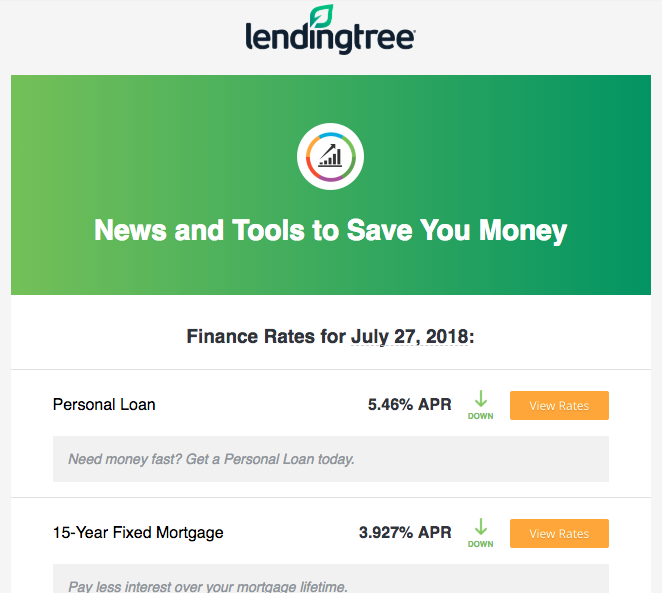 lendingtree
News and Tools to Save You Money
Finance Rates for July 27, 2018:
Personal Loan 5.46% APR DOWN View Rates
Need money fast? Get a Personal Loan today.
15-Year Fixed Mortgage 3.927% APR DOWN View Rates
Pay less interest over your mortgage lifetime.